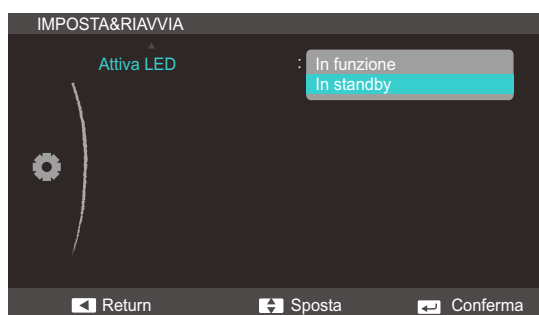 IMPOSTA&RIAVVIA
Attiva LED : In funzione
In standby
Return Sposta Conferma